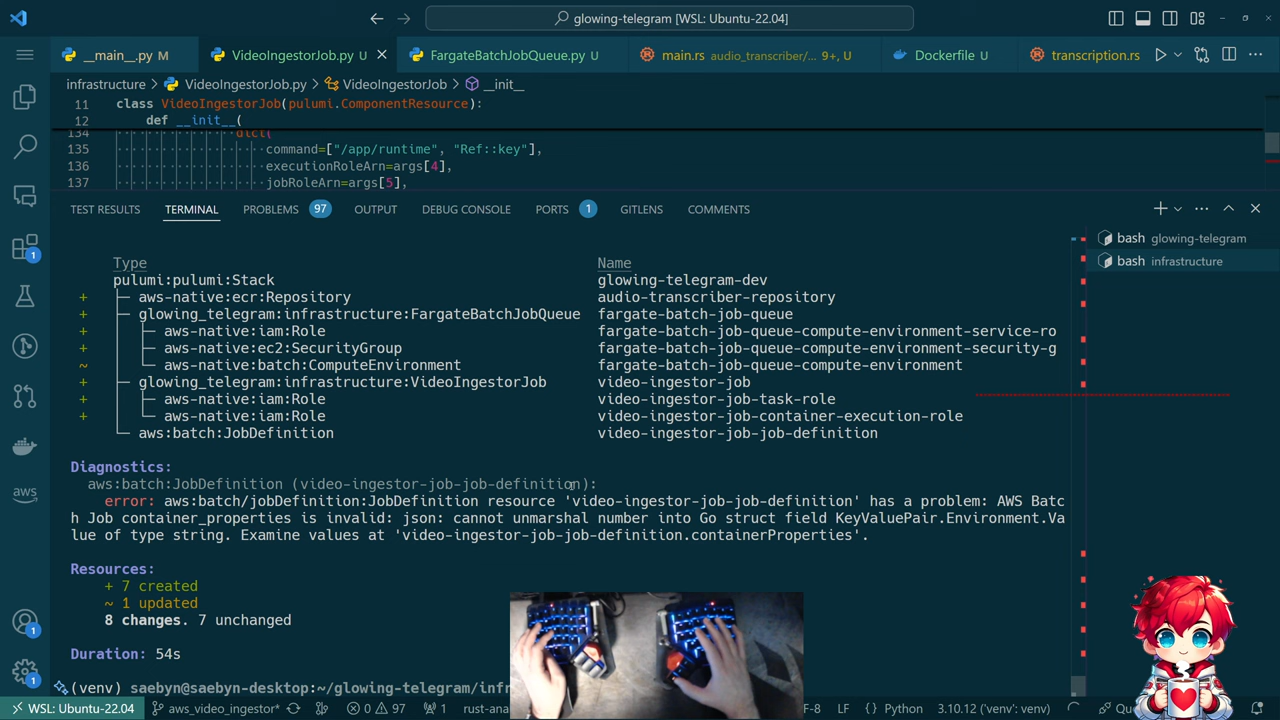 glowing-telegram [WSL: Ubuntu-22.04]
__main__.py M
VideoIngestorJob.py U
FargateBatchJobQueue.py U
main.rs audio_transcriber/... 9+, U
Dockerfile U
transcription.rs
infrastructure > VideoIngestorJob.py > VideoIngestorJob > __init__
11 class VideoIngestorJob(pulumi.ComponentResource):
12 def __init__(
134 dict(
135 command=["/app/runtime", "Ref::key"],
136 executionRoleArn=args[4],
137 jobRoleArn=args[5],
TEST RESULTS TERMINAL PROBLEMS 97 OUTPUT DEBUG CONSOLE PORTS 1 GITLENS COMMENTS
bash glowing-telegram
bash infrastructure
Type Name
pulumi:pulumi:Stack glowing-telegram-dev
+ ├─ aws-native:ecr:Repository audio-transcriber-repository
+ ├─ glowing_telegram:infrastructure:FargateBatchJobQueue fargate-batch-job-queue
+ │ ├─ aws-native:iam:Role fargate-batch-job-queue-compute-environment-service-ro
+ │ ├─ aws-native:ec2:SecurityGroup fargate-batch-job-queue-compute-environment-security-g
~ │ └─ aws-native:batch:ComputeEnvironment fargate-batch-job-queue-compute-environment
+ ├─ glowing_telegram:infrastructure:VideoIngestorJob video-ingestor-job
+ │ ├─ aws-native:iam:Role video-ingestor-job-task-role
+ │ └─ aws-native:iam:Role video-ingestor-job-container-execution-role
└─ aws:batch:JobDefinition video-ingestor-job-job-definition
Diagnostics:
aws:batch:JobDefinition (video-ingestor-job-job-definition):
error: aws:batch/jobDefinition:JobDefinition resource 'video-ingestor-job-job-definition' has a problem: AWS Batc
h Job container_properties is invalid: json: cannot unmarshal number into Go struct field KeyValuePair.Environment.Va
lue of type string. Examine values at 'video-ingestor-job-job-definition.containerProperties'.
Resources:
+ 7 created
~ 1 updated
8 changes. 7 unchanged
Duration: 54s
(venv) saebyn@saebyn-desktop:~/glowing-telegram/inf
1
aws
1
1
WSL: Ubuntu-22.04 aws_video_ingestor* 0 97 1 rust-ana
F-8 LF { } Python 3.10.12 ('venv': venv)